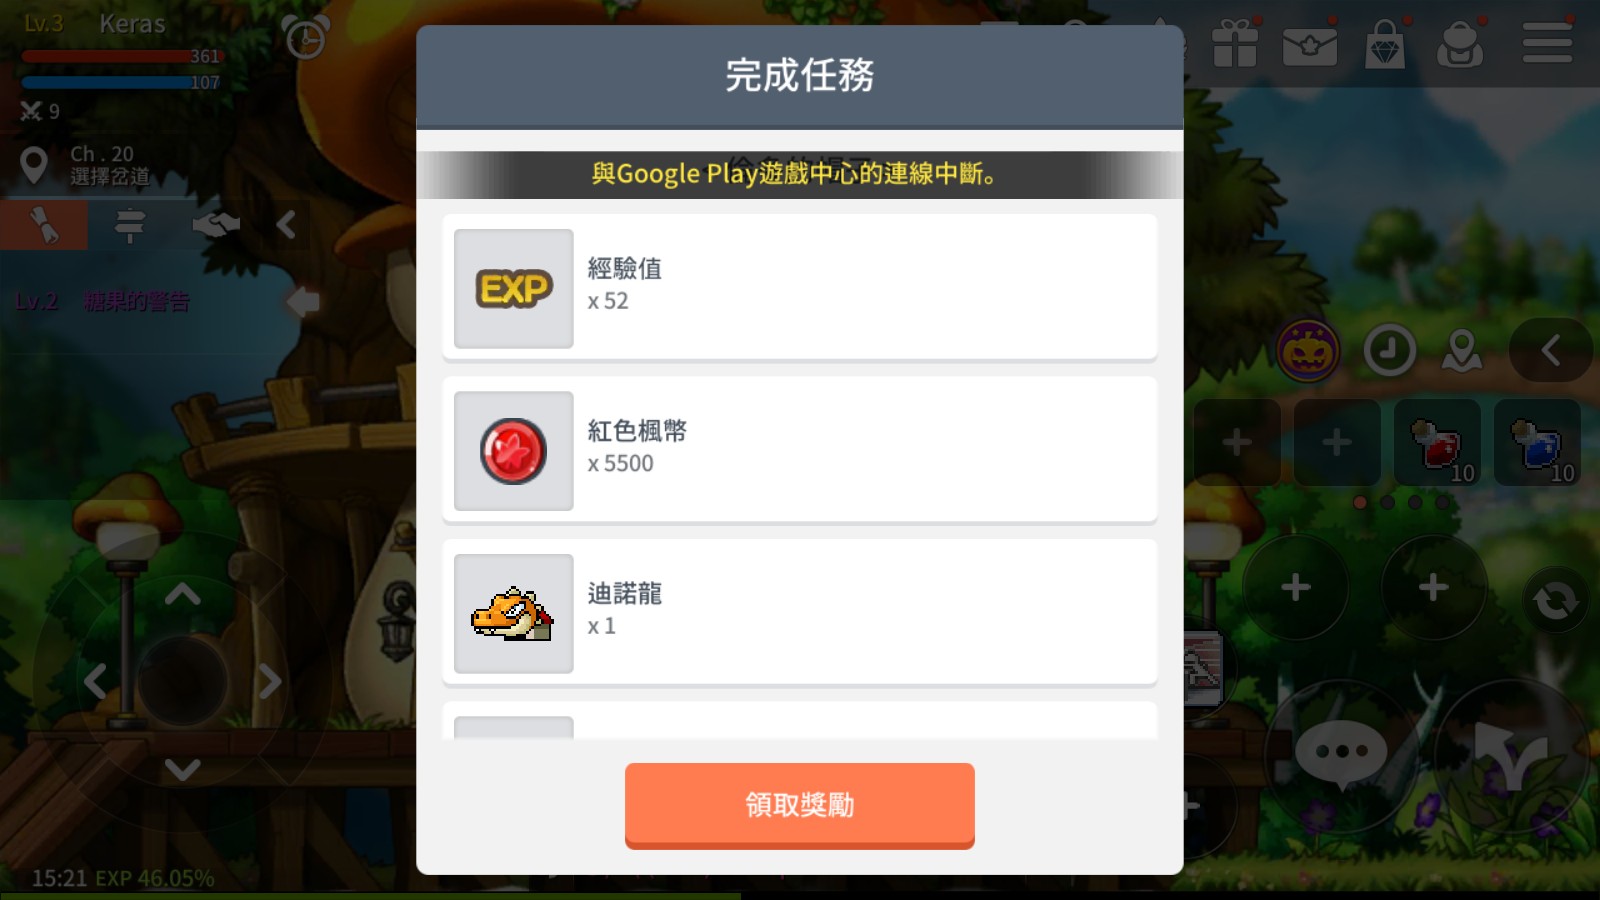 Lv.3 Keras
361
107
9
Ch . 20
選擇岔道
Lv.2 糖果的警告
完成任務
與Google Play遊戲中心的連線中斷。
EXP
經驗值
x 52
紅色楓幣
x 5500
迪諾龍
x 1
領取獎勵
10
10
15:21 EXP 46.05%